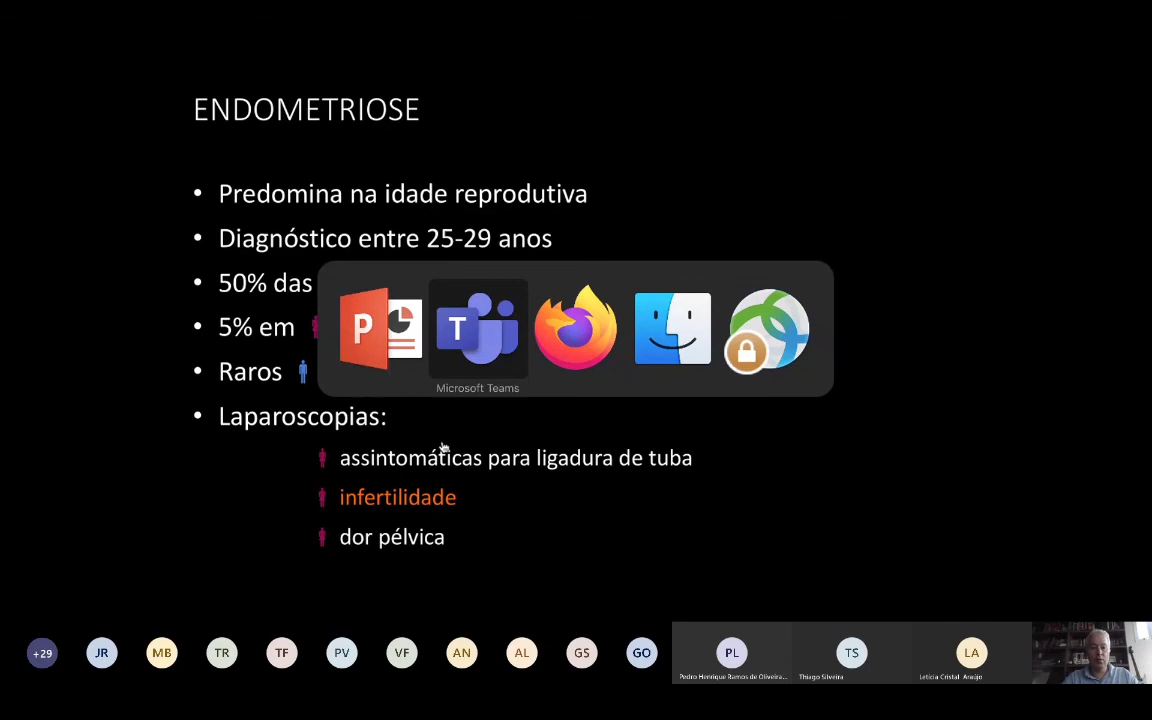 ENDOMETRIOSE
• Predomina na idade reprodutiva
• Diagnóstico entre 25-29 anos
• 50% das
• 5% em
• Raros
P
T
Microsoft Teams
• Laparoscopias:
assintomáticas para ligadura de tuba
infertilidade
dor pélvica
+29 JR MB TR TF PV VF AN AL GS GO PL TS LA
Pedro Henrique Ramos de Oliveira... Thiago Silveira Letícia Cristal Araújo